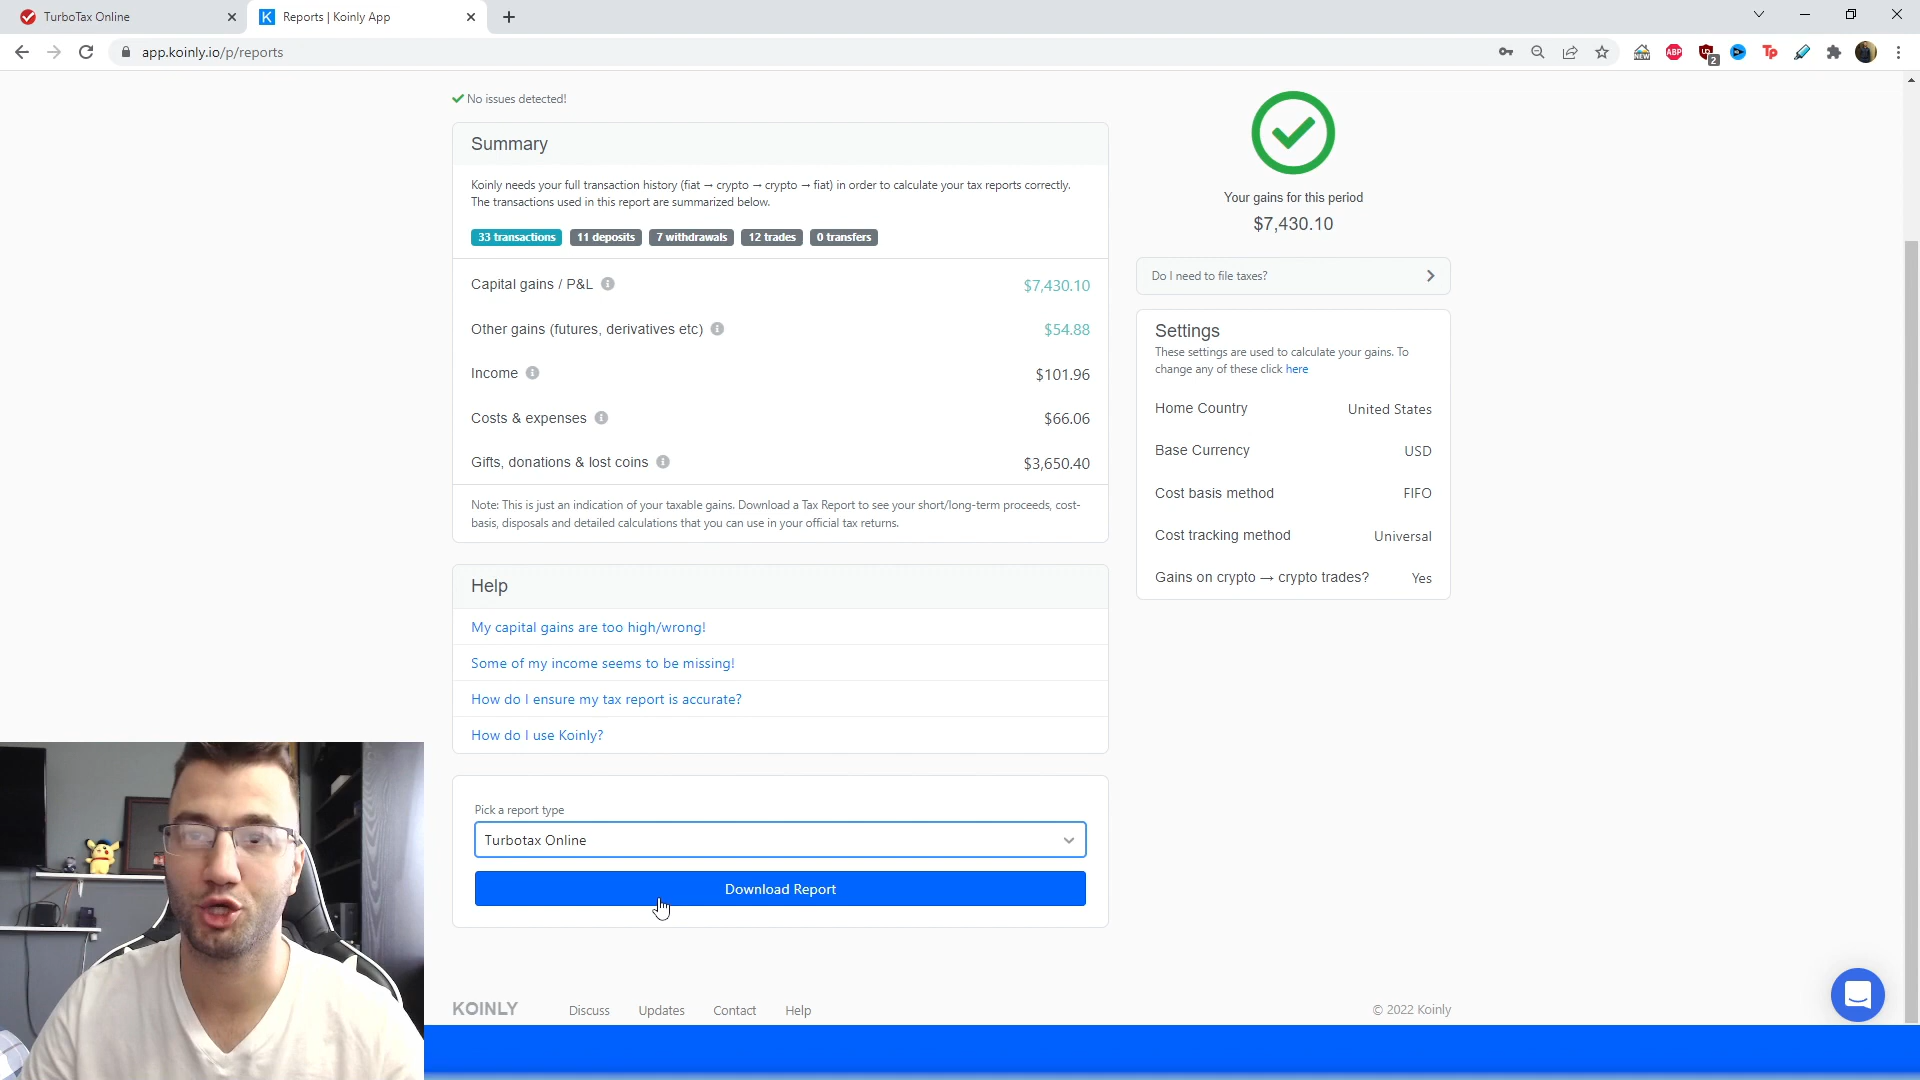 TurboTax Online
Reports | Koinly App
app.koinly.io/p/reports
NEW
ABP
2
Tp
No issues detected!
Summary
Koinly needs your full transaction history (fiat → crypto → crypto → fiat) in order to calculate your tax reports correctly.
The transactions used in this report are summarized below.
33 transactions 11 deposits 7 withdrawals 12 trades 0 transfers
Capital gains / P&L $7,430.10
Other gains (futures, derivatives etc) $54.88
Income $101.96
Costs & expenses $66.06
Gifts, donations & lost coins $3,650.40
Note: This is just an indication of your taxable gains. Download a Tax Report to see your short/long-term proceeds, cost-
basis, disposals and detailed calculations that you can use in your official tax returns.
Help
My capital gains are too high/wrong!
Some of my income seems to be missing!
How do I ensure my tax report is accurate?
How do I use Koinly?
Pick a report type
Turbotax Online
Download Report
Your gains for this period
$7,430.10
Do I need to file taxes?
Settings
These settings are used to calculate your gains. To
change any of these click here
Home Country United States
Base Currency USD
Cost basis method FIFO
Cost tracking method Universal
Gains on crypto → crypto trades? Yes
KOINLY Discuss Updates Contact Help © 2022 Koinly